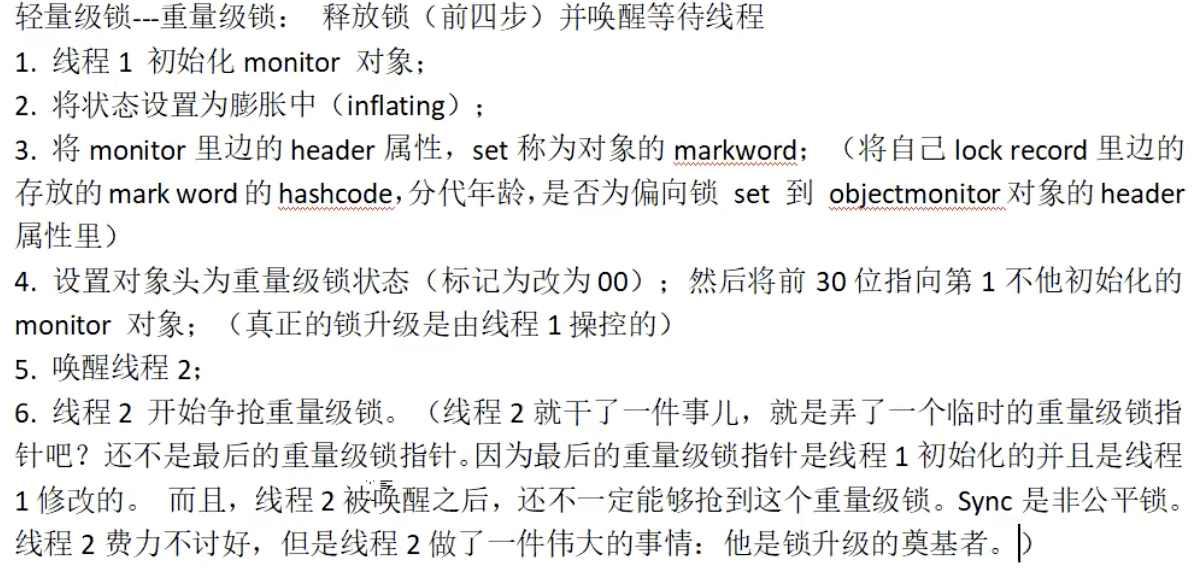 轻量级锁---重量级锁： 释放锁（前四步）并唤醒等待线程
1. 线程 1 初始化 monitor 对象；
2. 将状态设置为膨胀中（inflating）；
3. 将 monitor 里边的 header 属性，set 称为对象的 markword；（将自己 lock record 里边的
存放的 mark word 的 hashcode，分代年龄，是否为偏向锁 set 到 objectmonitor 对象的 header
属性里）
4. 设置对象头为重量级锁状态（标记为改为 00）；然后将前 30 位指向第 1 不他初始化的
monitor 对象；（真正的锁升级是由线程 1 操控的）
5. 唤醒线程 2；
6. 线程 2 开始争抢重量级锁。（线程 2 就干了一件事儿，就是弄了一个临时的重量级锁指
针吧？还不是最后的重量级锁指针。因为最后的重量级锁指针是线程 1 初始化的并且是线程
1 修改的。 而且，线程 2 被唤醒之后，还不一定能够抢到这个重量级锁。Sync 是非公平锁。
线程 2 费力不讨好，但是线程 2 做了一件伟大的事情：他是锁升级的奠基者。）